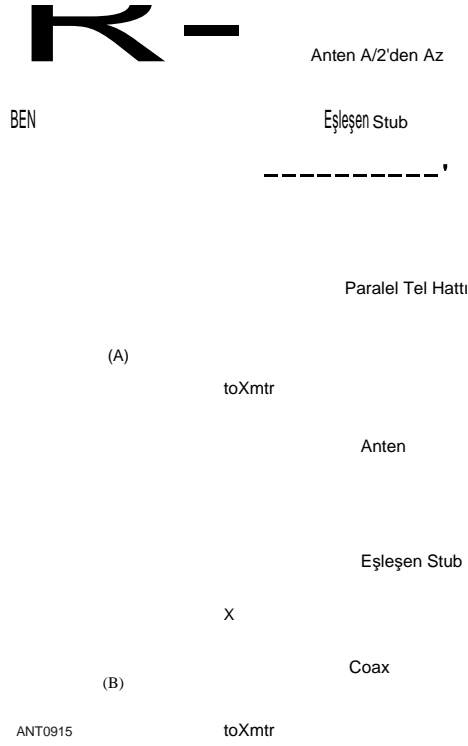 R-
Anten A/2'den Az
BEN
Eşleşen Stub
----------'
Paralel Tel Hattı
(A)
toXmtr
Anten
Eşleşen Stub
X
Coax
(B)
ANT0915
toXmtr